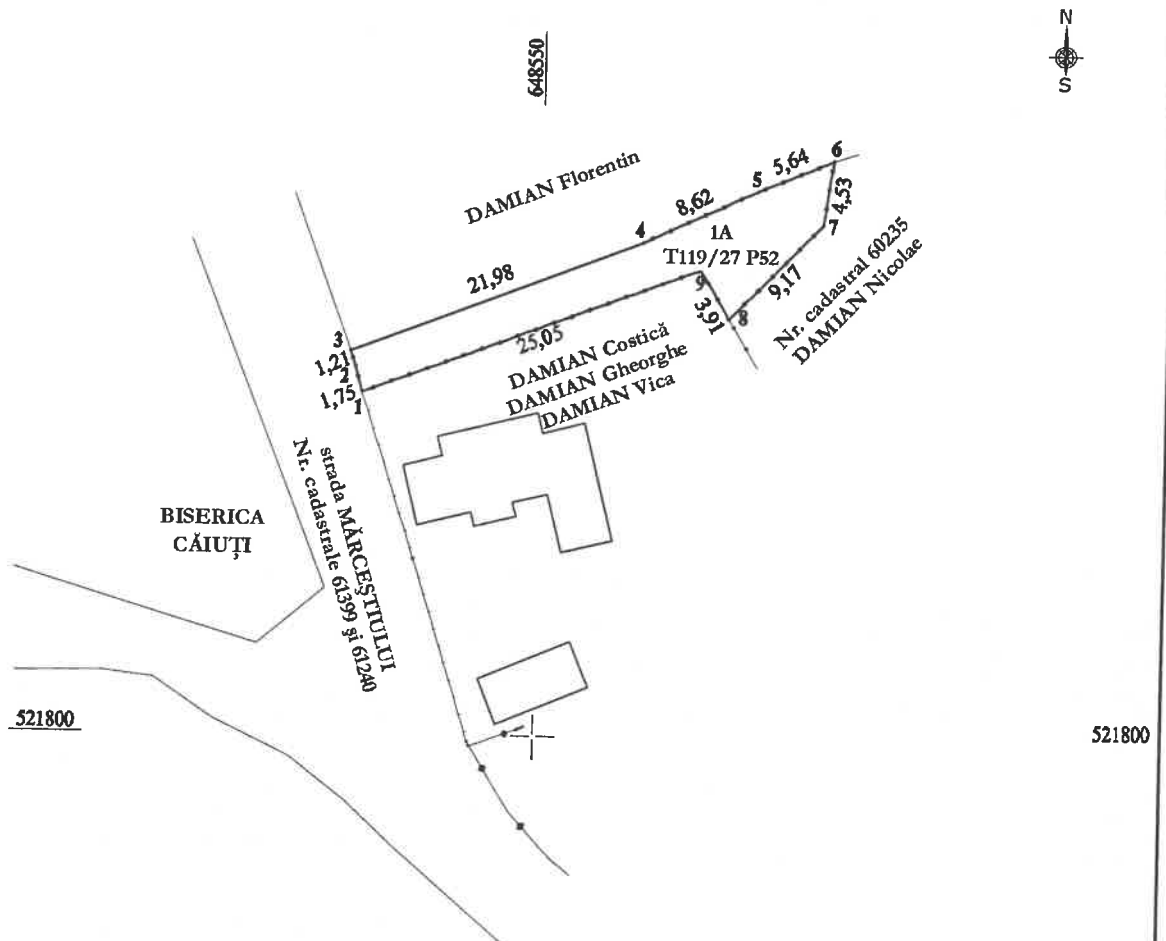 N
S
648550
DAMIAN Florentin
6
5,64
5
8,62
4,53
4
1A
7
T119/27 P52
21,98
9
9,17
Nr. cadastral 60235
DAMIAN Nicolae
3,91
8
3
1,21
25,05
2
1,75
1
DAMIAN Costică
DAMIAN Gheorghe
DAMIAN Vica
strada MĂRCEȘTIULUI
Nr. cadastrale 61399 și 61240
BISERICA
CĂIUȚI
521800
521800